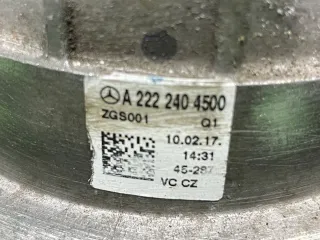 A 222 240 4500
ZGS001 Q1
10.02.17.
14:31
45-287
VC CZ